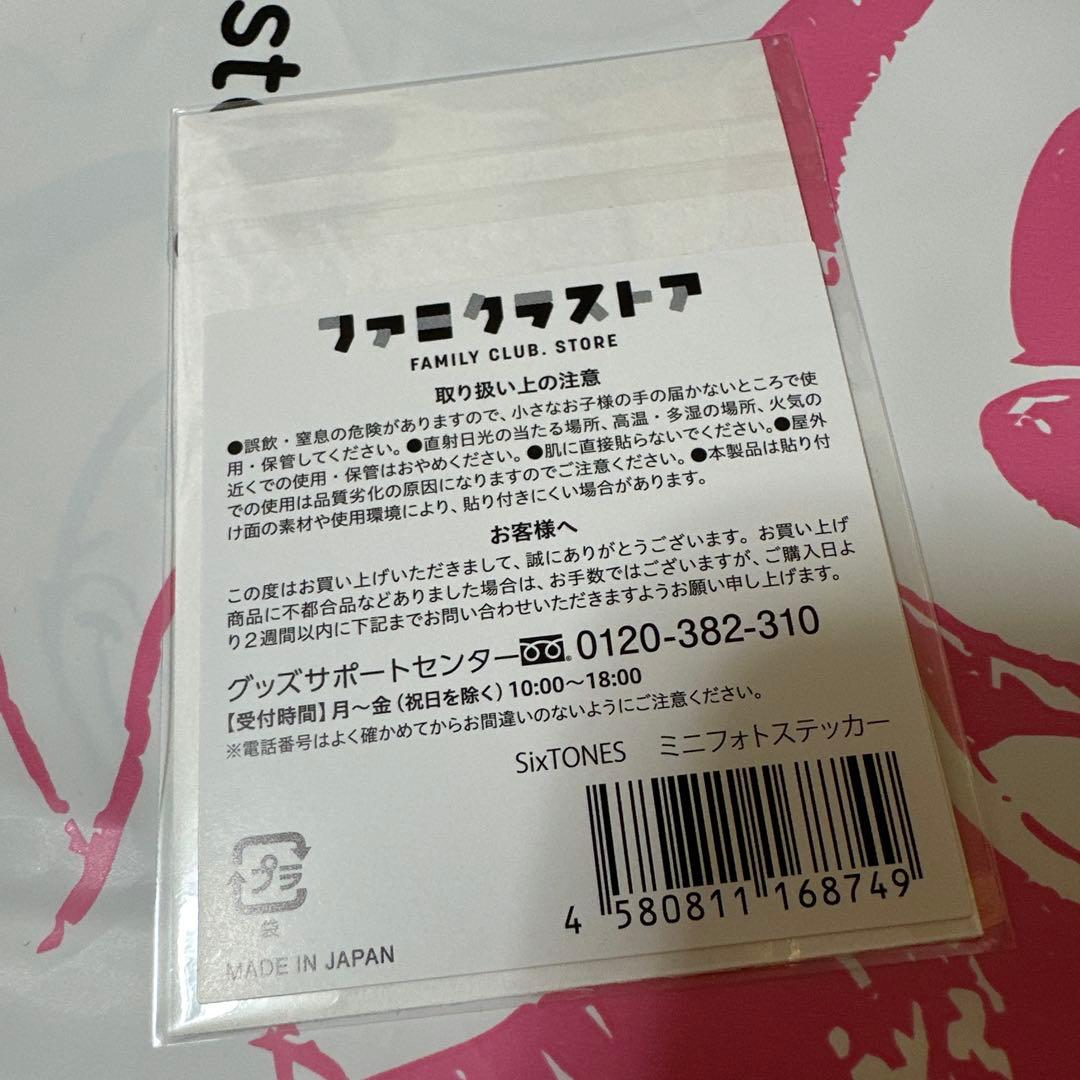 sto
ファミクラストア
FAMILY CLUB. STORE
取り扱い上の注意
●誤飲・窒息の危険がありますので、小さなお子様の手の届かないところで使
用・保管してください。●直射日光の当たる場所、高温・多湿の場所、火気の
近くでの使用・保管はおやめください。●肌に直接貼らないでください。●屋外
での使用は品質劣化の原因になりますのでご注意ください。●本製品は貼り付
け面の素材や使用環境により、貼り付きにくい場合があります。
お客様へ
この度はお買い上げいただきまして、誠にありがとうございます。お買い上げ
商品に不都合品などありました場合は、お手数ではございますが、ご購入日よ
り2週間以内に下記までお問い合わせいただきますようお願い申し上げます。
グッズサポートセンター 0120-382-310
【受付時間】月～金(祝日を除く)10:00～18:00
※電話番号はよく確かめてからお間違いのないようにご注意ください。
SixTONES ミニフォトステッカー
プラ
袋
4 580811 168749
MADE IN JAPAN